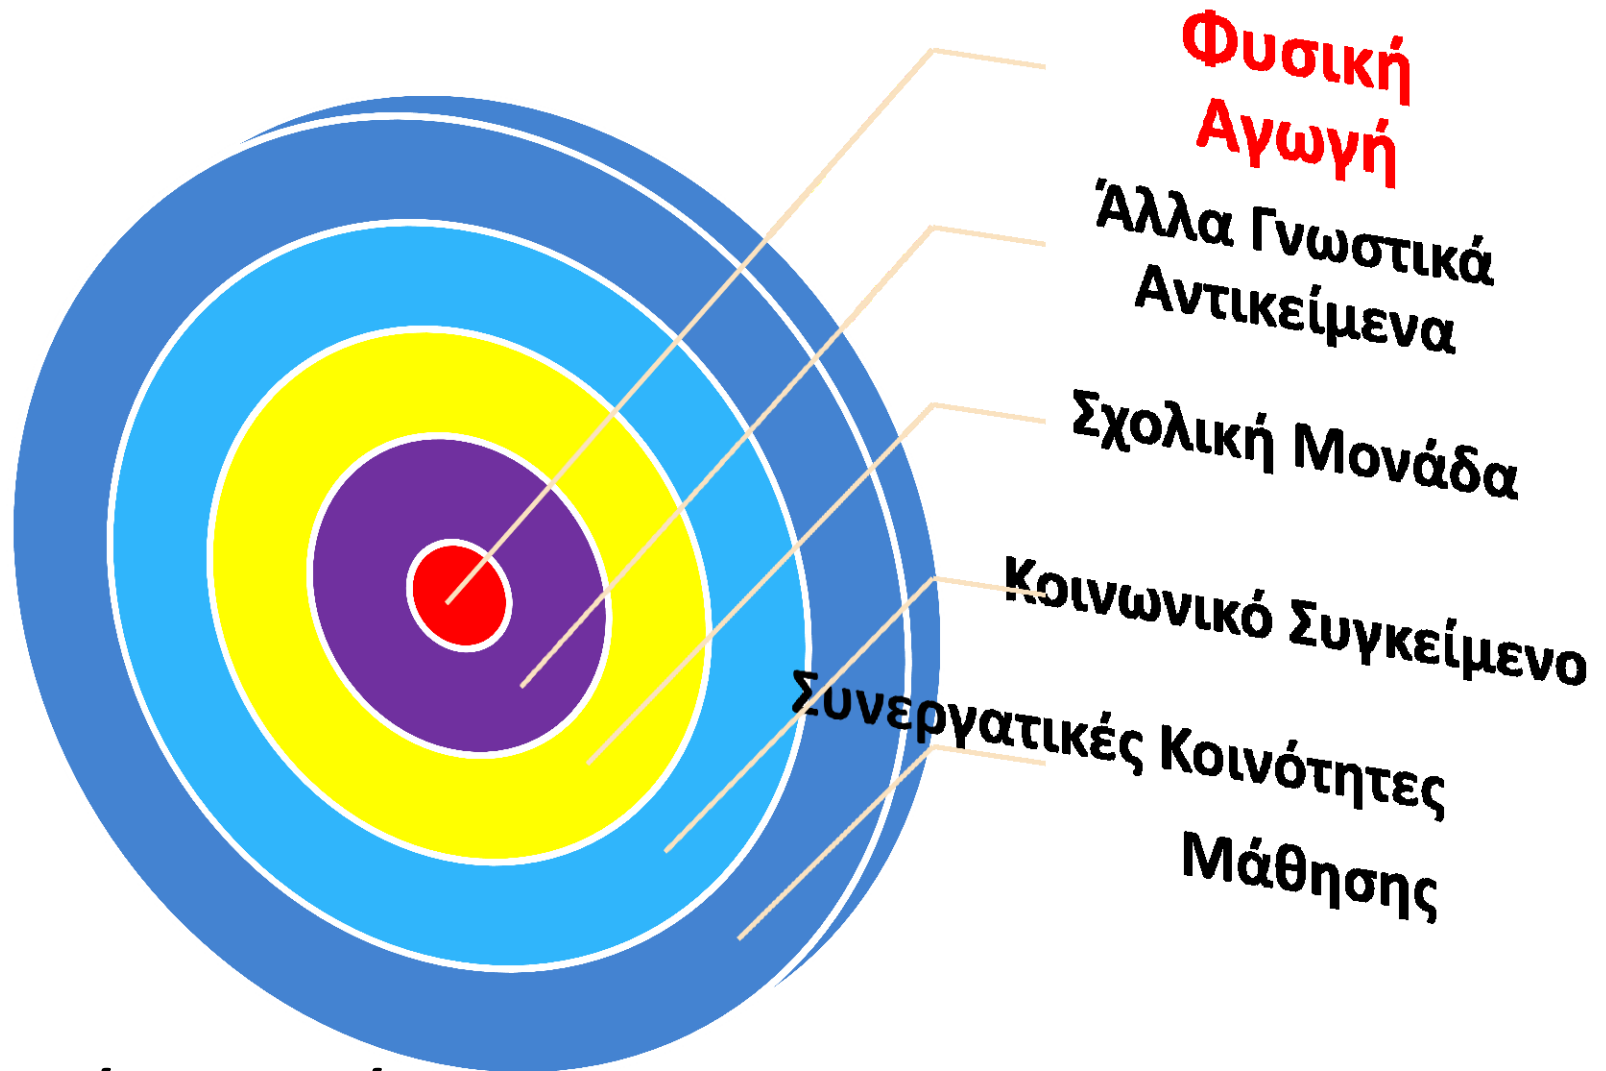 Φυσική
Αγωγή
Άλλα Γνωστικά
Αντικείμενα
Σχολική Μονάδα
Κοινωνικό Συγκείμενο
Συνεργατικές Κοινότητες
Μάθησης